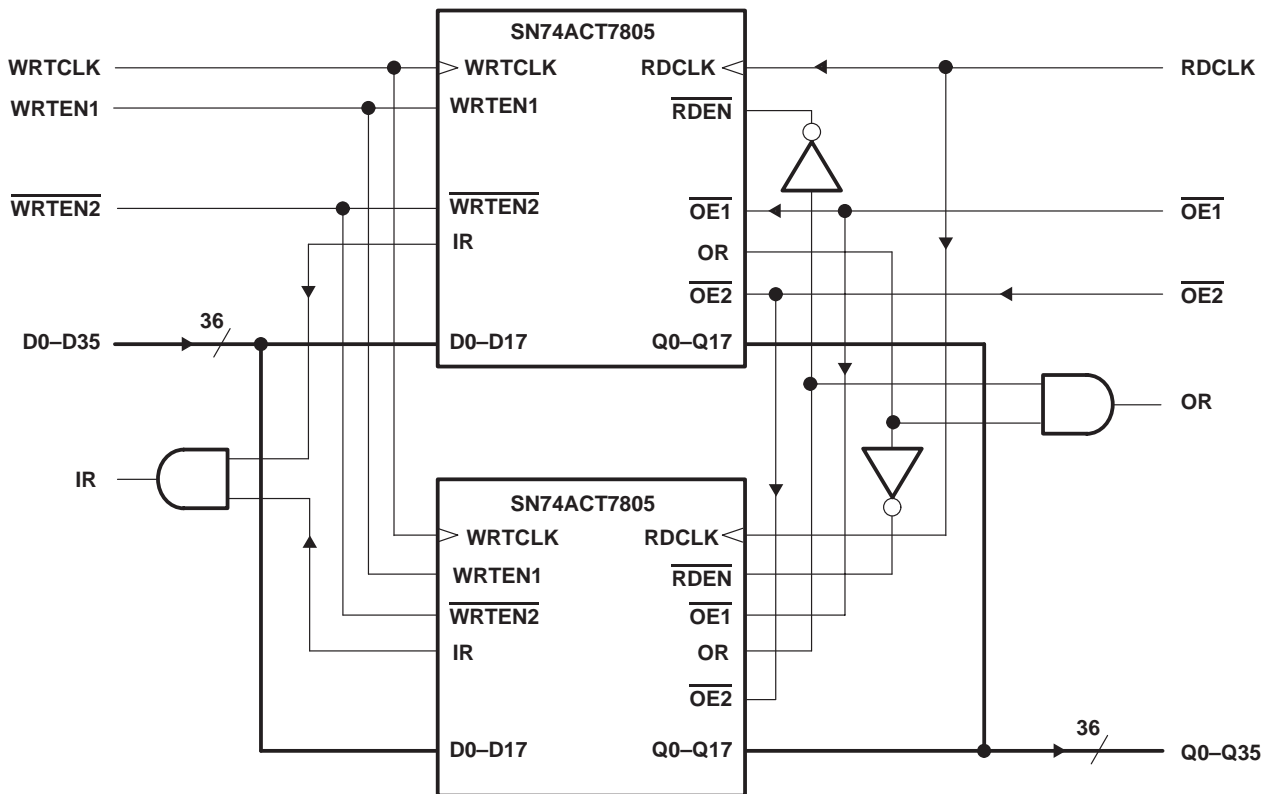 SN74ACT7805
WRTCLK
WRTCLK
RDCLK
RDCLK
WRTEN1
WRTEN1
RDEN
WRTEN2
WRTEN2
OE1
OE1
IR
OR
OE2
OE2
36
D0–D35
D0–D17
Q0–Q17
OR
IR
SN74ACT7805
WRTCLK
RDCLK
WRTEN1
RDEN
WRTEN2
OE1
IR
OR
OE2
36
D0–D17
Q0–Q17
Q0–Q35